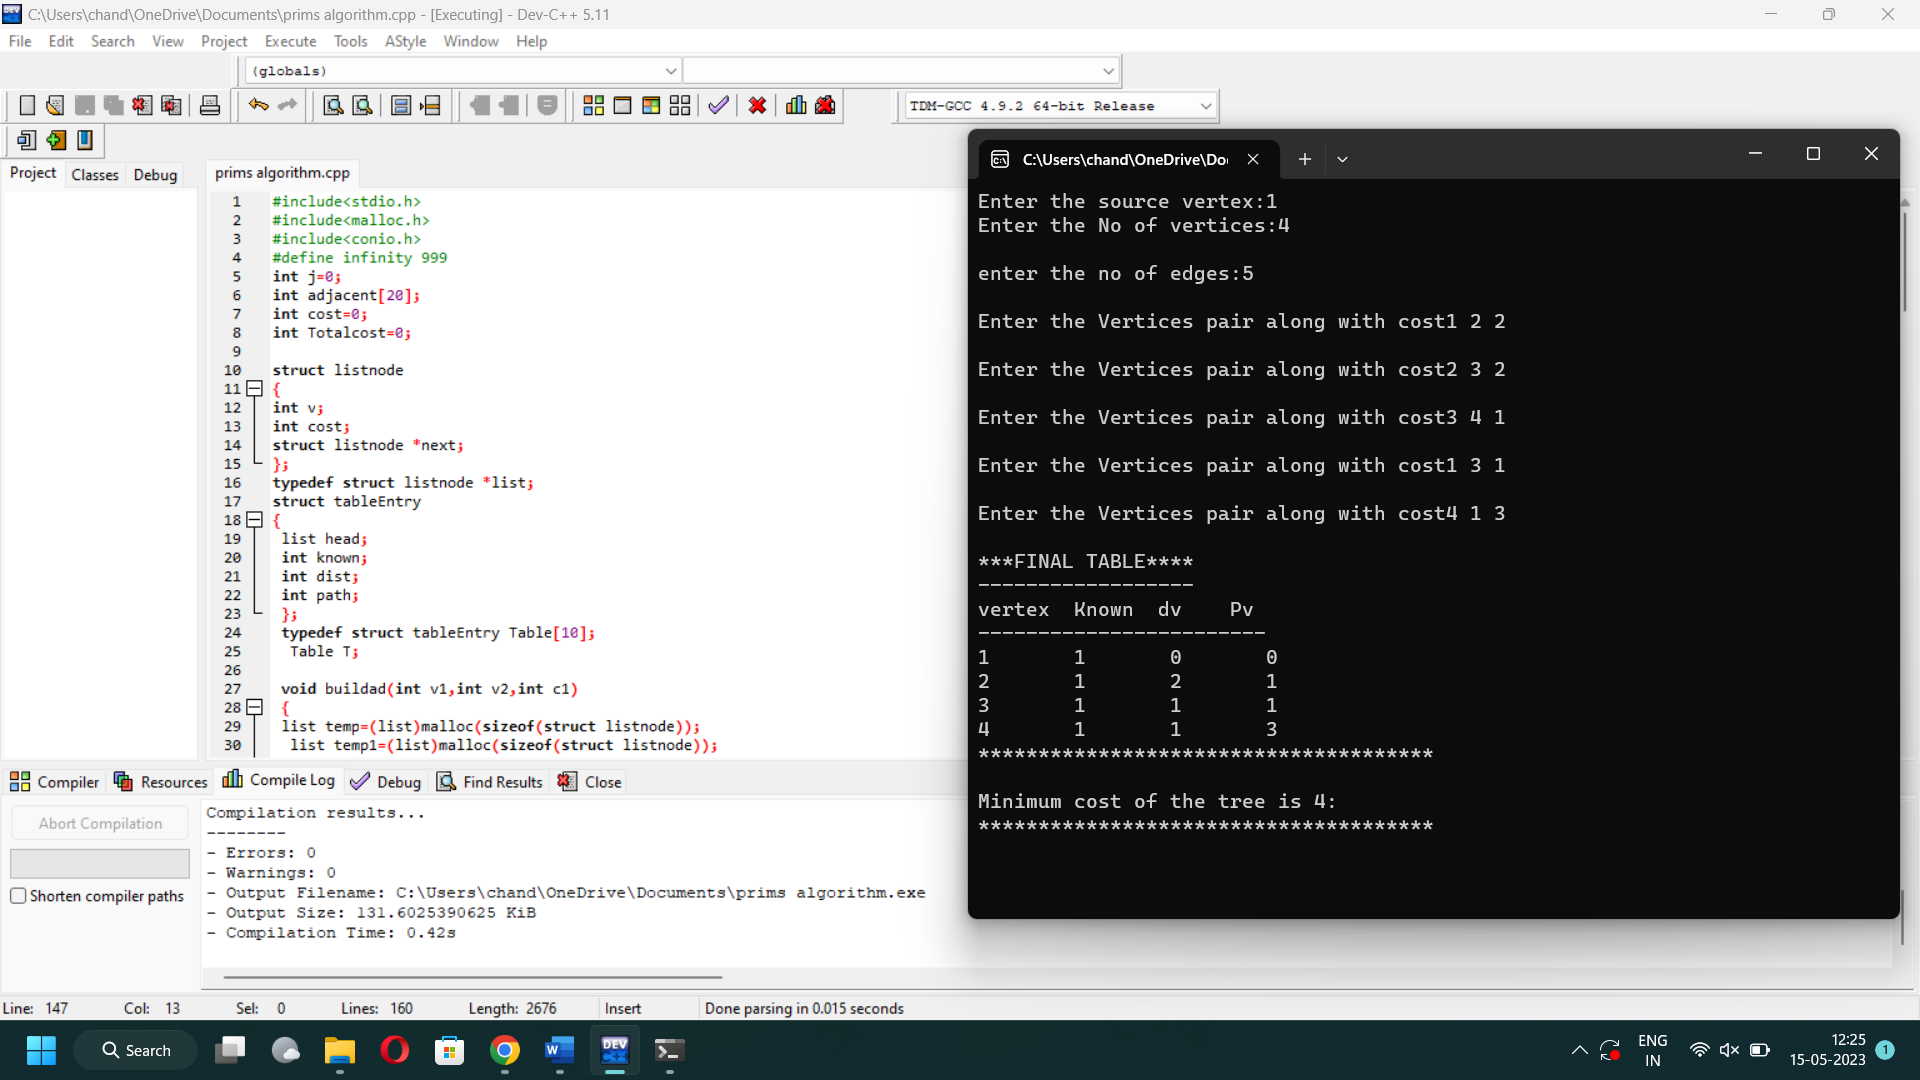 C:\Users\chand\OneDrive\Documents\prims algorithm.cpp - [Executing] - Dev-C++ 5.11
File Edit Search View Project Execute Tools AStyle Window Help
(globals)
TDM-GCC 4.9.2 64-bit Release
Project Classes Debug
prims algorithm.cpp
1 #include<stdio.h>
2 #include<malloc.h>
3 #include<conio.h>
4 #define infinity 999
5 int j=0;
6 int adjacent[20];
7 int cost=0;
8 int Totalcost=0;
9
10 struct listnode
11 {
12 int v;
13 int cost;
14 struct listnode *next;
15 };
16 typedef struct listnode *list;
17 struct tableEntry
18 {
19 list head;
20 int known;
21 int dist;
22 int path;
23 };
24 typedef struct tableEntry Table[10];
25 Table T;
26
27 void buildad(int v1,int v2,int c1)
28 {
29 list temp=(list)malloc(sizeof(struct listnode));
30 list temp1=(list)malloc(sizeof(struct listnode));
C:\Users\chand\OneDrive\Do
Enter the source vertex:1
Enter the No of vertices:4
enter the no of edges:5
Enter the Vertices pair along with cost1 2 2
Enter the Vertices pair along with cost2 3 2
Enter the Vertices pair along with cost3 4 1
Enter the Vertices pair along with cost1 3 1
Enter the Vertices pair along with cost4 1 3
***FINAL TABLE****
------------------
vertex Known dv Pv
------------------------
1 1 0 0
2 1 2 1
3 1 1 1
4 1 1 3
**************************************
Minimum cost of the tree is 4:
**************************************
Compiler Resources Compile Log Debug Find Results Close
Abort Compilation
Shorten compiler paths
Compilation results...
--------
- Errors: 0
- Warnings: 0
- Output Filename: C:\Users\chand\OneDrive\Documents\prims algorithm.exe
- Output Size: 131.6025390625 KiB
- Compilation Time: 0.42s
Line: 147 Col: 13 Sel: 0 Lines: 160 Length: 2676 Insert Done parsing in 0.015 seconds
Search
DEV
ENG
IN
12:25
15-05-2023
1